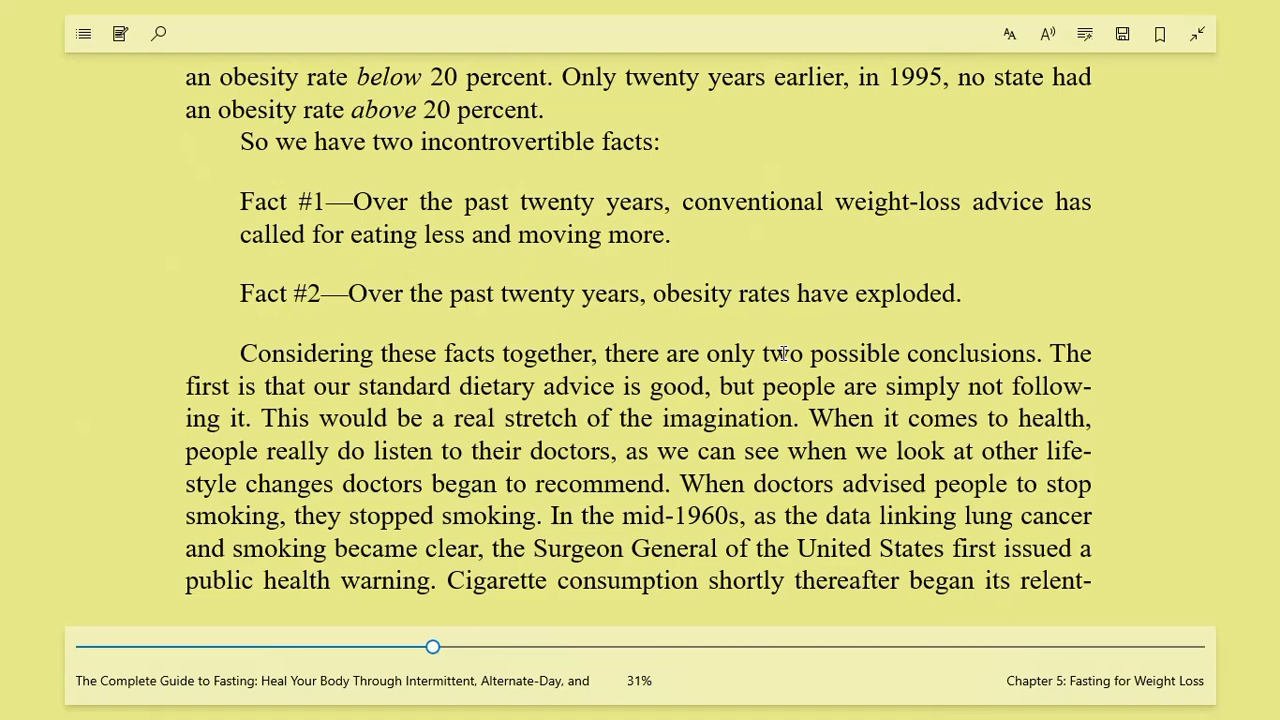 an obesity rate below 20 percent. Only twenty years earlier, in 1995, no state had
an obesity rate above 20 percent.
So we have two incontrovertible facts:
Fact #1—Over the past twenty years, conventional weight-loss advice has
called for eating less and moving more.
Fact #2—Over the past twenty years, obesity rates have exploded.
Considering these facts together, there are only two possible conclusions. The
first is that our standard dietary advice is good, but people are simply not follow-
ing it. This would be a real stretch of the imagination. When it comes to health,
people really do listen to their doctors, as we can see when we look at other life-
style changes doctors began to recommend. When doctors advised people to stop
smoking, they stopped smoking. In the mid-1960s, as the data linking lung cancer
and smoking became clear, the Surgeon General of the United States first issued a
public health warning. Cigarette consumption shortly thereafter began its relent-
The Complete Guide to Fasting: Heal Your Body Through Intermittent, Alternate-Day, and 31% Chapter 5: Fasting for Weight Loss